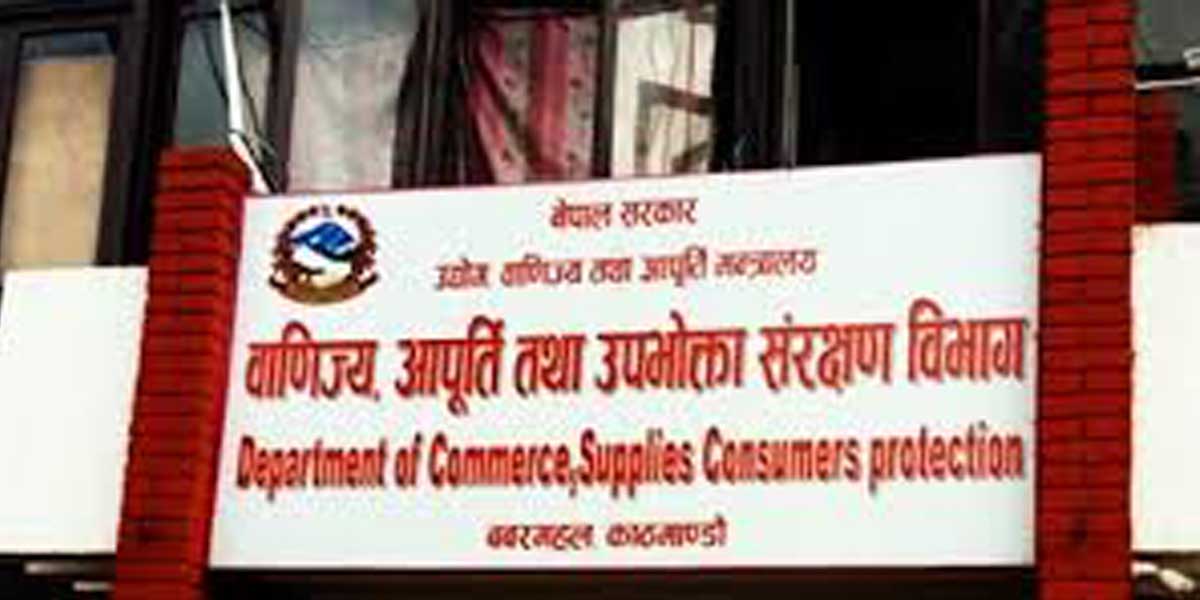 नेपाल सरकार
उद्योग, वाणिज्य तथा आपूर्ति मन्त्रालय
वाणिज्य, आपूर्ति तथा उपभोक्ता संरक्षण विभाग
Department of Commerce,Supplies Consumers protection
बबरमहल, काठमाण्डौ